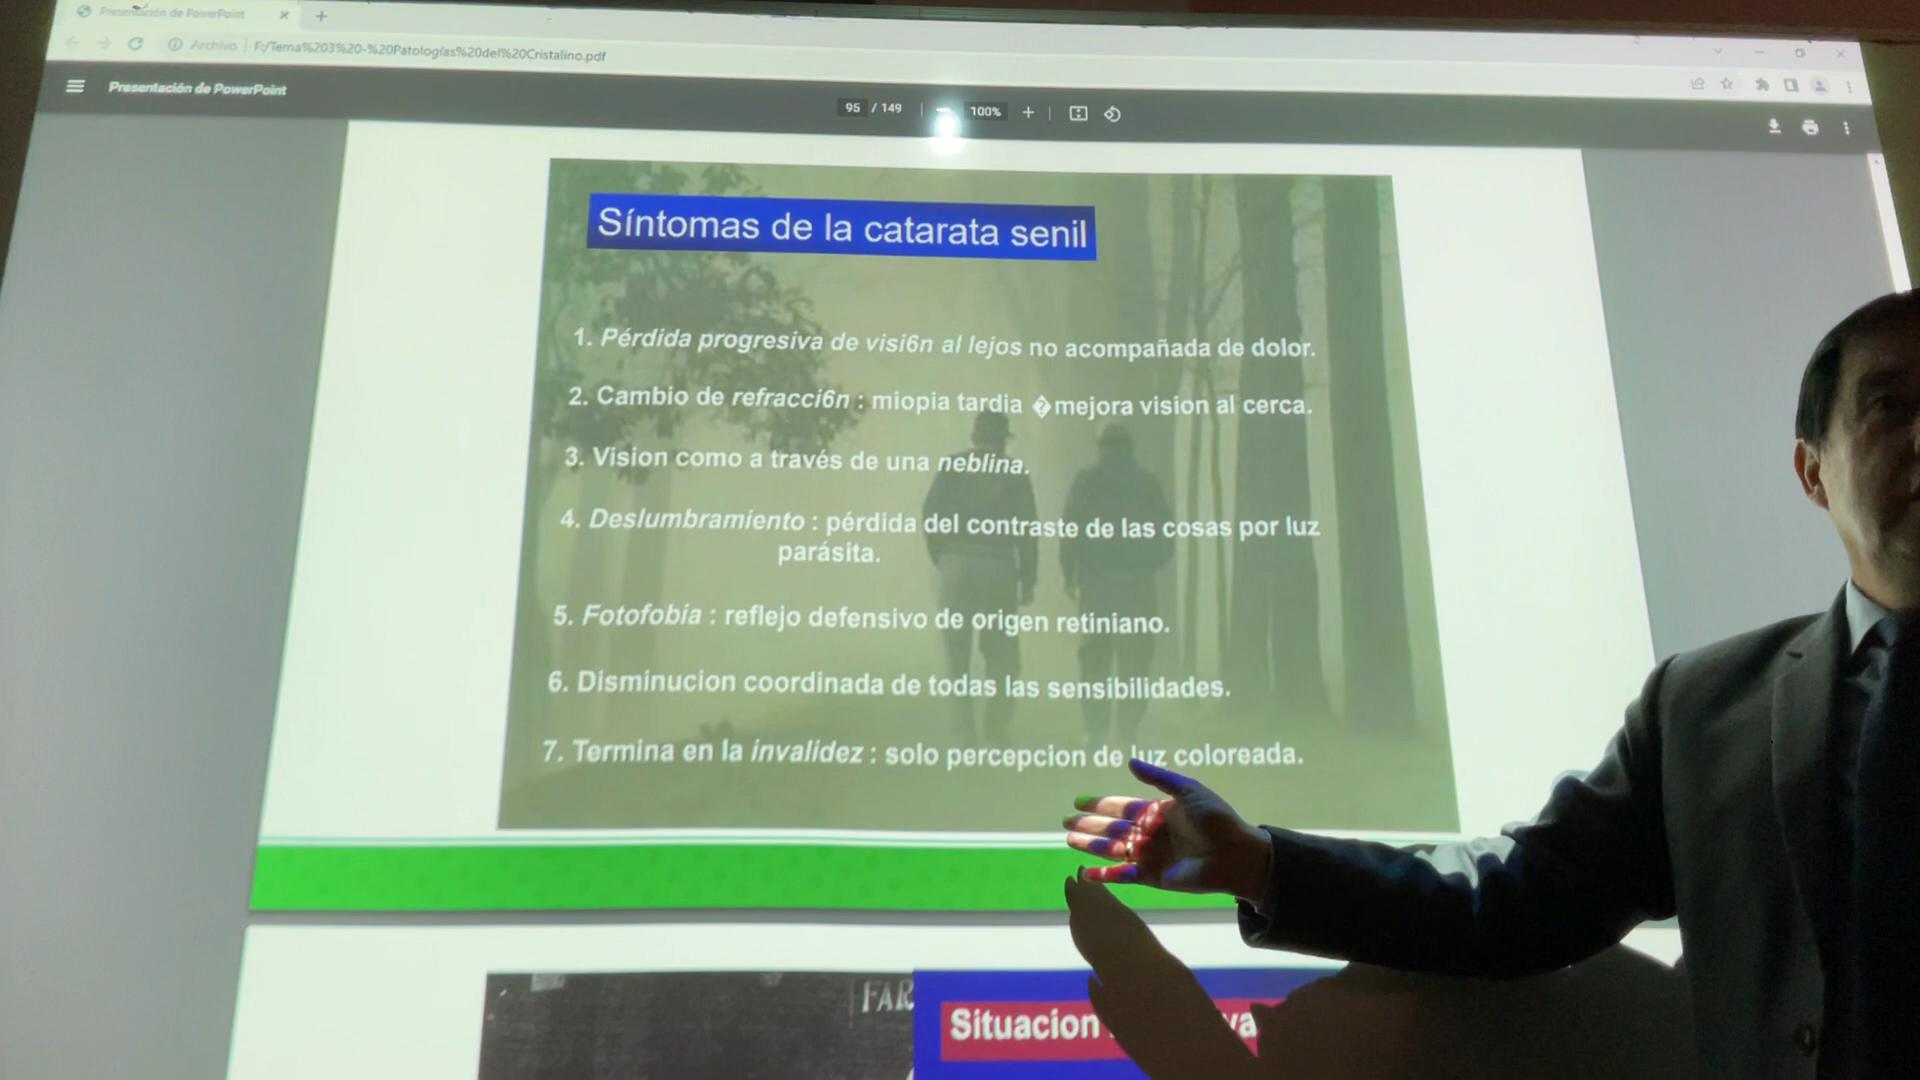 Presentación de PowerPoint
Archivo F:/Tema%203%20-%20Patologías%20del%20Cristalino.pdf
Presentación de PowerPoint
95 / 149
100%
Síntomas de la catarata senil
1. Pérdida progresiva de visi6n al lejos no acompañada de dolor.
2. Cambio de refracci6n : miopia tardia �mejora vision al cerca.
3. Vision como a través de una neblina.
4. Deslumbramiento : pérdida del contraste de las cosas por luz
parásita.
5. Fotofobia : reflejo defensivo de origen retiniano.
6. Disminucion coordinada de todas las sensibilidades.
7. Termina en la invalidez : solo percepcion de luz coloreada.
FAR
Situacion